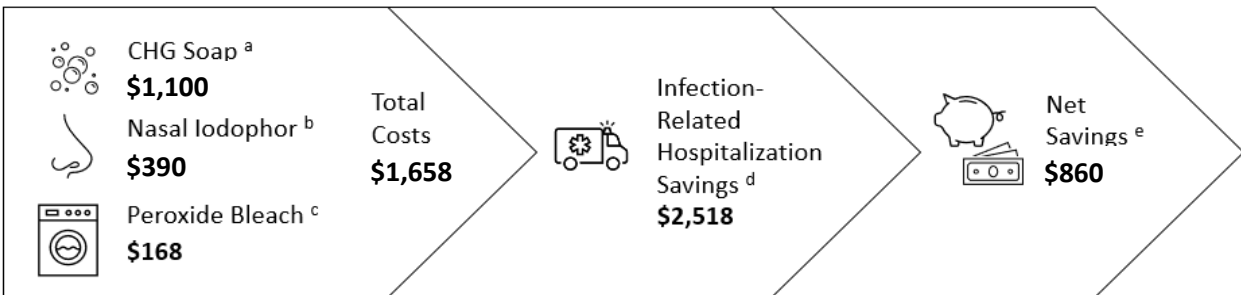 CHG Soap a
$1,100
Nasal Iodophor b
$390
Peroxide Bleach c
$168
Total
Costs
$1,658
Infection-
Related
Hospitalization
Savings d
$2,518
Net
Savings e
$860